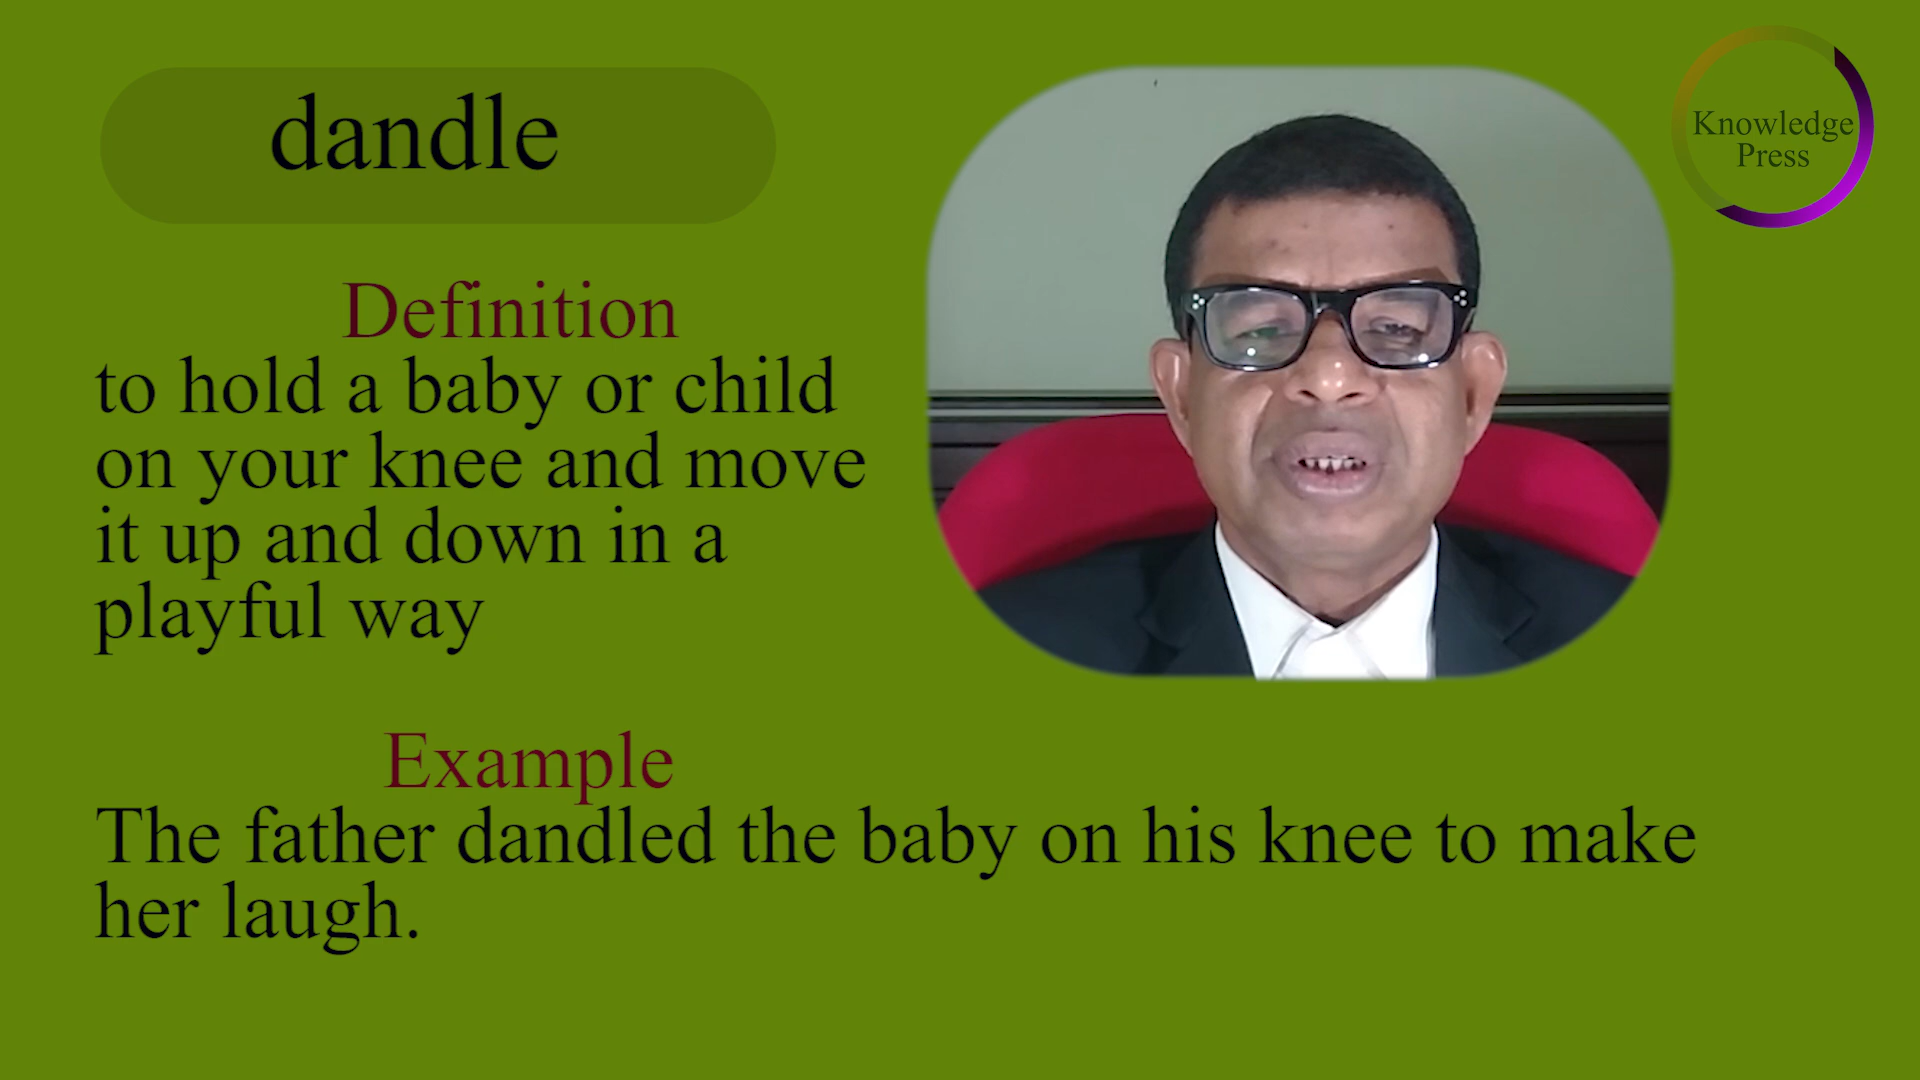 dandle
Knowledge
Press
Definition
to hold a baby or child
on your knee and move
it up and down in a
playful way
Example
The father dandled the baby on his knee to make
her laugh.